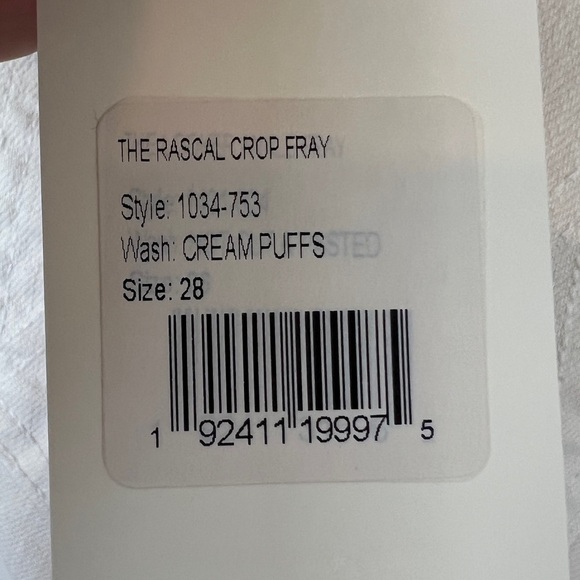 THE RASCAL CROP FRAY
Style: 1034-753
Wash: CREAM PUFFS
Size: 28
1 92411 19997 5